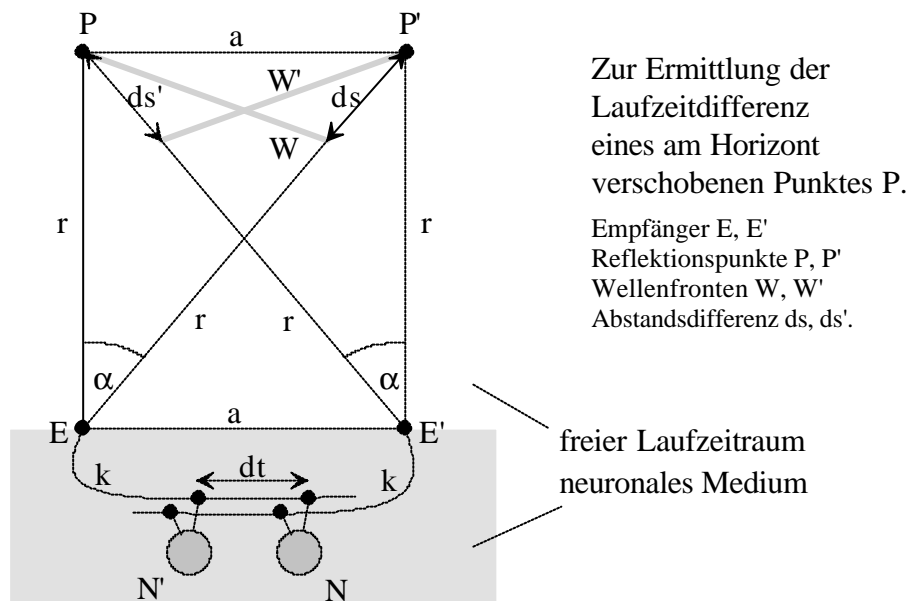 P
a
P'
ds'
W'
ds
W
r
r
r
r
α
α
E
a
E'
k
dt
k
N'
N
Zur Ermittlung der
Laufzeitdifferenz
eines am Horizont
verschobenen Punktes P.
Empfänger E, E'
Reflektionspunkte P, P'
Wellenfronten W, W'
Abstandsdifferenz ds, ds'.
freier Laufzeitraum
neuronales Medium